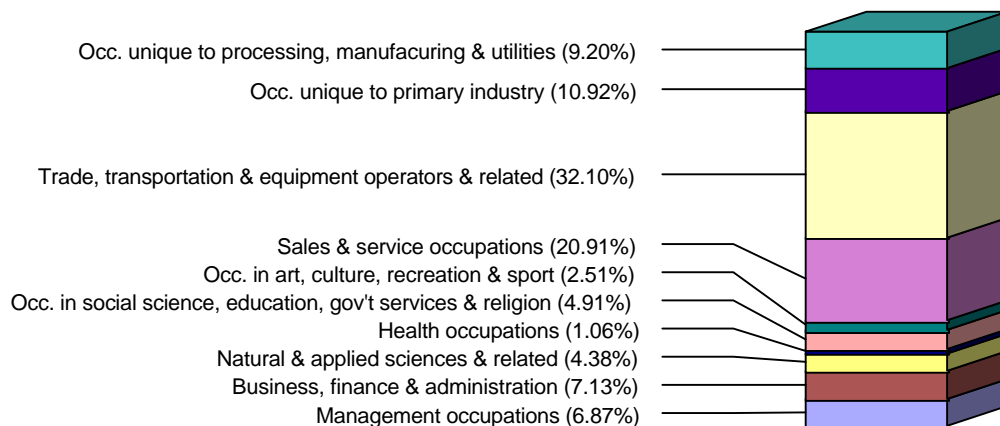 Occ. unique to processing, manufacuring & utilities (9.20%)
Occ. unique to primary industry (10.92%)
Trade, transportation & equipment operators & related (32.10%)
Sales & service occupations (20.91%)
Occ. in art, culture, recreation & sport (2.51%)
Occ. in social science, education, gov't services & religion (4.91%)
Health occupations (1.06%)
Natural & applied sciences & related (4.38%)
Business, finance & administration (7.13%)
Management occupations (6.87%)